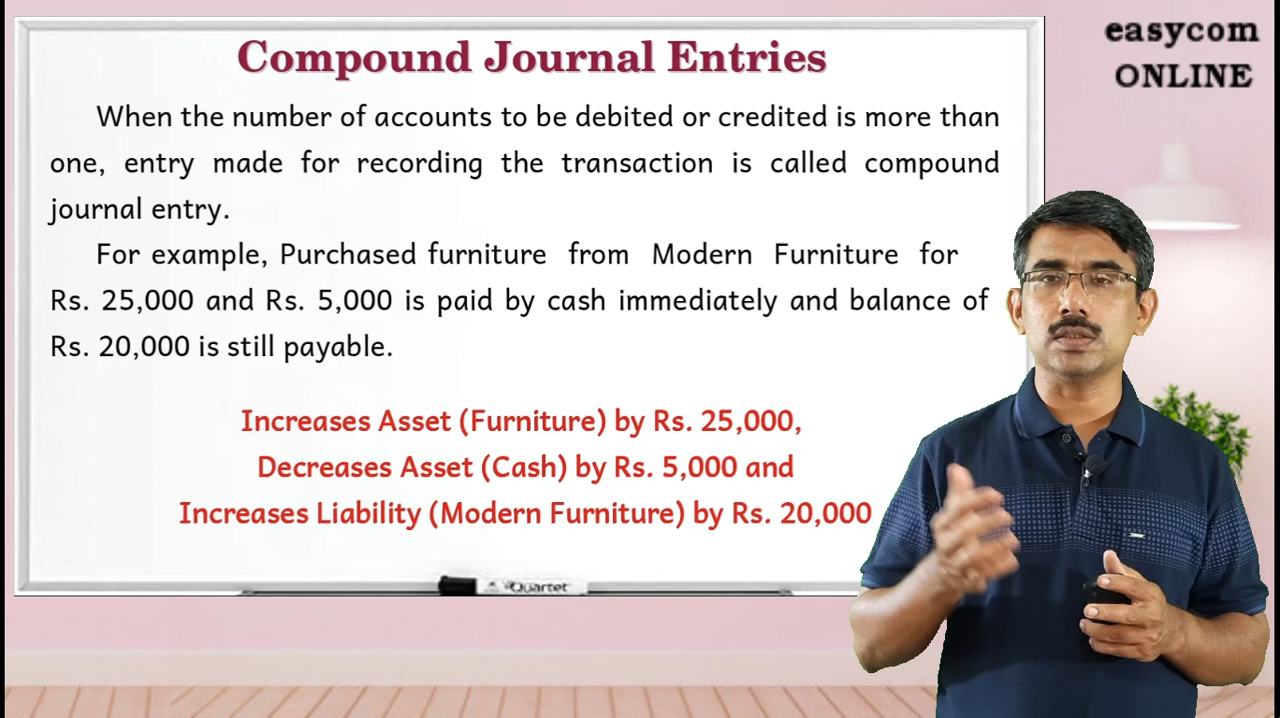 Compound Journal Entries
easycom
ONLINE
When the number of accounts to be debited or credited is more than
one, entry made for recording the transaction is called compound
journal entry.
For example, Purchased furniture from Modern Furniture for
Rs. 25,000 and Rs. 5,000 is paid by cash immediately and balance of
Rs. 20,000 is still payable.
Increases Asset (Furniture) by Rs. 25,000,
Decreases Asset (Cash) by Rs. 5,000 and
Increases Liability (Modern Furniture) by Rs. 20,000
Quartet